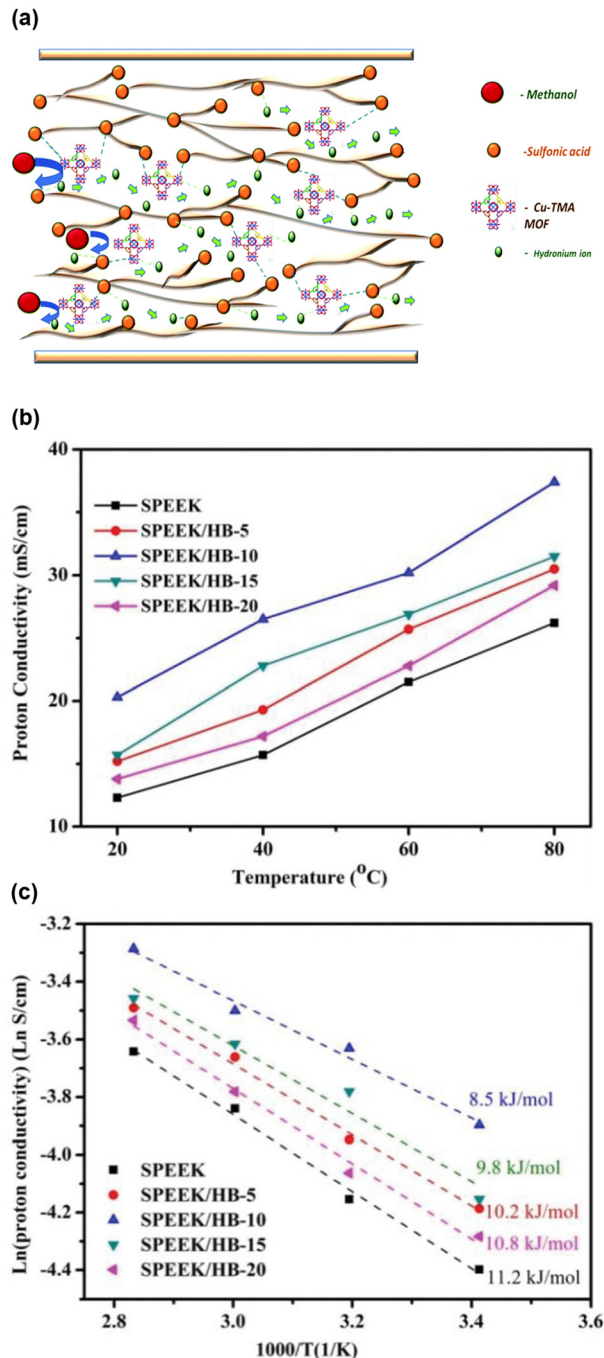 (a)
- Methanol
-Sulfonic acid
- Cu-TMA
MOF
- Hydronium ion
(b)
40
30
20
10
Proton Conductivity (mS/cm)
SPEEK
SPEEK/HB-5
SPEEK/HB-10
SPEEK/HB-15
SPEEK/HB-20
20 40 60 80
Temperature (°C)
(c)
-3.2
-3.4
-3.6
-3.8
-4.0
-4.2
-4.4
Ln(proton conductivity) (Ln S/cm)
8.5 kJ/mol
9.8 kJ/mol
10.2 kJ/mol
10.8 kJ/mol
11.2 kJ/mol
SPEEK
SPEEK/HB-5
SPEEK/HB-10
SPEEK/HB-15
SPEEK/HB-20
2.8 3.0 3.2 3.4 3.6
1000/T(1/K)